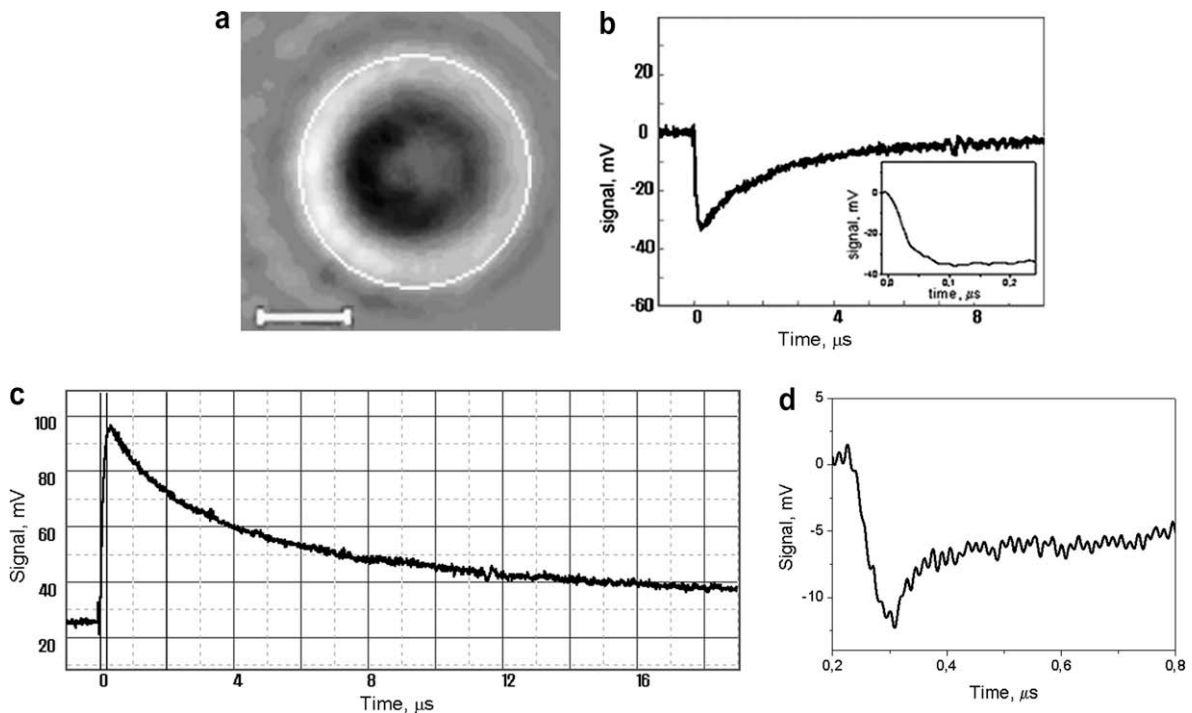 a
b
signal, mV
20
0
-20
-40
-60
0
4
8
Time, μs
signal, mV
0
-20
-40
0,0
0,1
0,2
time, μs
c
Signal, mV
100
80
60
40
20
0
4
8
12
16
Time, μs
d
Signal, mV
5
0
-5
-10
0,2
0,4
0,6
0,8
Time, μs